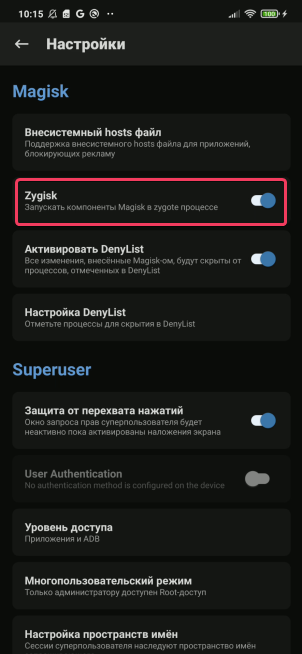 10:15
100
Настройки
Magisk
Внесистемный hosts файл
Поддержка внесистемного hosts файла для приложений,
блокирующих рекламу
Zygisk
Запускать компоненты Magisk в zygote процессе
Активировать DenyList
Все изменения, внесённые Magisk-ом, будут скрыты от
процессов, отмеченных в DenyList
Настройка DenyList
Отметьте процессы для скрытия в DenyList
Superuser
Защита от перехвата нажатий
Окно запроса прав суперпользователя будет
неактивно пока активированы наложения экрана
User Authentication
No authentication method is configured on the device
Уровень доступа
Приложения и ADB
Многопользовательский режим
Только администратору доступен Root-доступ
Настройка пространств имён
Сессии суперпользователя наследуют пространство имён